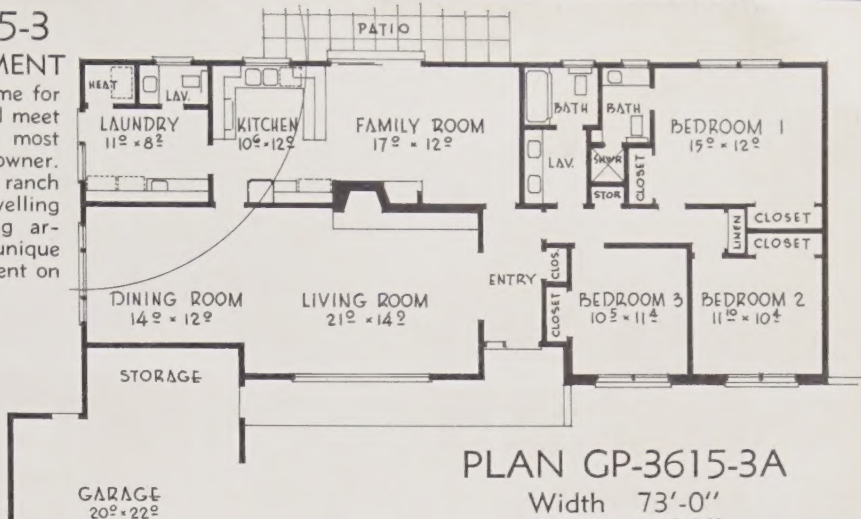 5-3
MENT
me for
l meet
most
owner.
ranch
velling
g ar-
unique
ent on
PATIO
HEAT
LAV.
LAUNDRY
11⁰ × 8²
KITCHEN
10⁶ × 12⁰
FAMILY ROOM
17⁰ × 12⁰
BATH
BATH
LAV.
SHWR
STOR.
CLOSET
BEDROOM 1
15⁰ × 12⁰
CLOSET
LINEN
CLOSET
DINING ROOM
14⁰ × 12⁰
LIVING ROOM
21⁰ × 14⁰
ENTRY
CLOS.
CLOSET
BEDROOM 3
10⁵ × 11⁴
BEDROOM 2
11¹⁰ × 10⁴
STORAGE
GARAGE
20⁰ × 22⁰
PLAN GP-3615-3A
Width 73'-0"